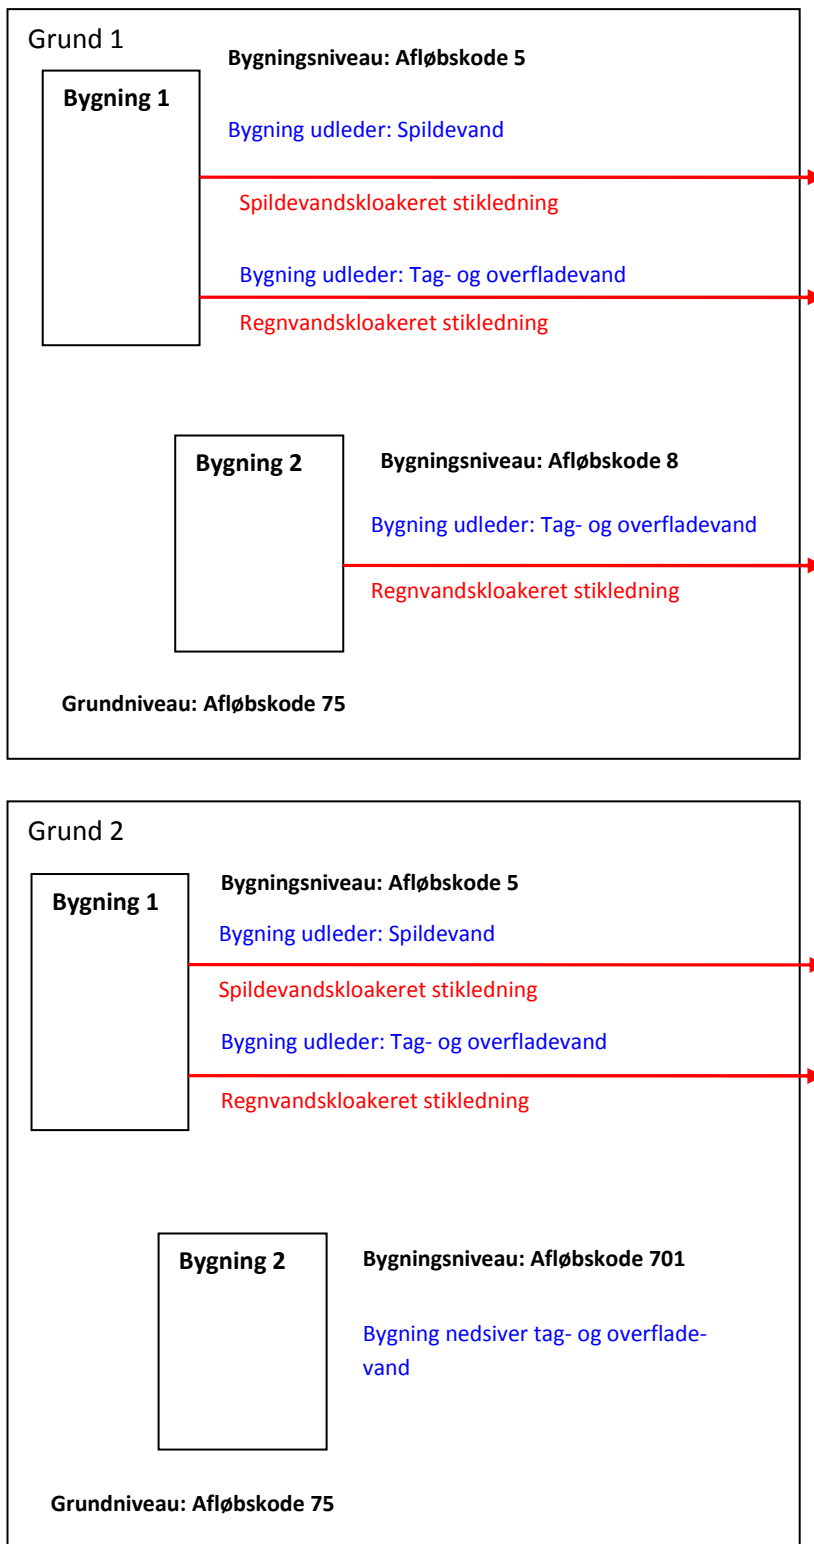 Grund 1
Bygningsniveau: Afløbskode 5
Bygning 1
Bygning udleder: Spildevand
Spildevandskloakeret stikledning
Bygning udleder: Tag- og overfladevand
Regnvandskloakeret stikledning
Bygning 2
Bygningsniveau: Afløbskode 8
Bygning udleder: Tag- og overfladevand
Regnvandskloakeret stikledning
Grundniveau: Afløbskode 75
Grund 2
Bygningsniveau: Afløbskode 5
Bygning 1
Bygning udleder: Spildevand
Spildevandskloakeret stikledning
Bygning udleder: Tag- og overfladevand
Regnvandskloakeret stikledning
Bygning 2
Bygningsniveau: Afløbskode 701
Bygning nedsiver tag- og overflade-
vand
Grundniveau: Afløbskode 75